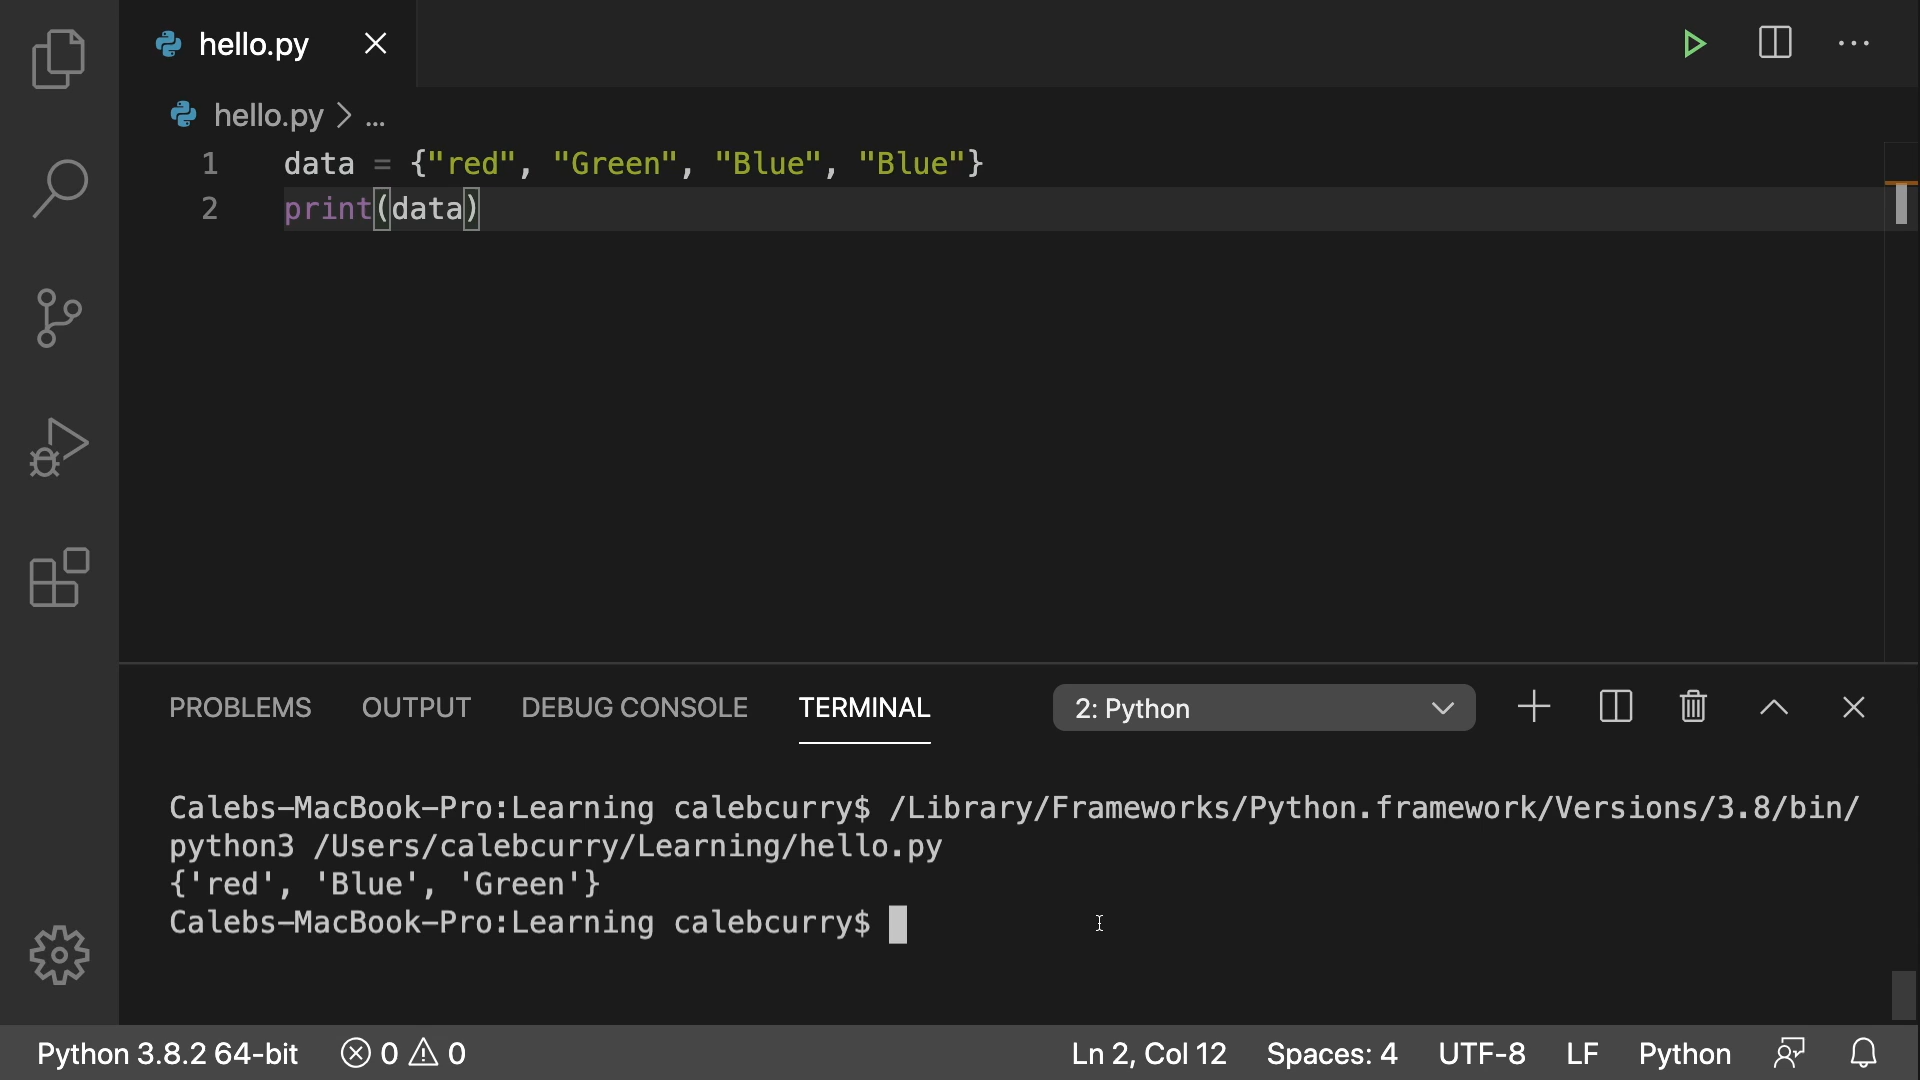 hello.py
hello.py > ...
1 data = {"red", "Green", "Blue", "Blue"}
2 print(data)
PROBLEMS OUTPUT DEBUG CONSOLE TERMINAL 2: Python
Calebs-MacBook-Pro:Learning calebcurry$ /Library/Frameworks/Python.framework/Versions/3.8/bin/
python3 /Users/calebcurry/Learning/hello.py
{'red', 'Blue', 'Green'}
Calebs-MacBook-Pro:Learning calebcurry$
Python 3.8.2 64-bit 0 0 Ln 2, Col 12 Spaces: 4 UTF-8 LF Python